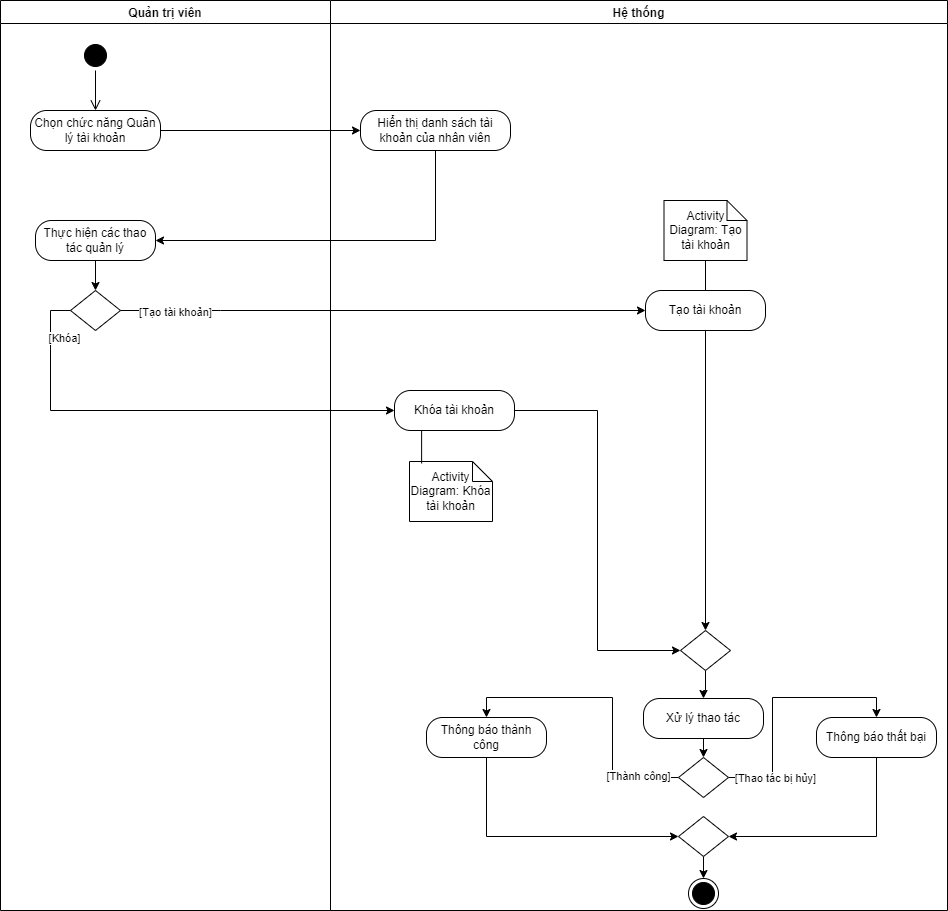 Quản trị viên
Hệ thống
Chọn chức năng Quản
lý tài khoản
Hiển thị danh sách tài
khoản của nhân viên
Thực hiện các thao
tác quản lý
Activity
Diagram: Tạo
tài khoản
[Tạo tài khoản]
Tạo tài khoản
[Khóa]
Khóa tài khoản
Activity
Diagram: Khóa
tài khoản
Xử lý thao tác
Thông báo thành
công
Thông báo thất bại
[Thành công]
[Thao tác bị hủy]